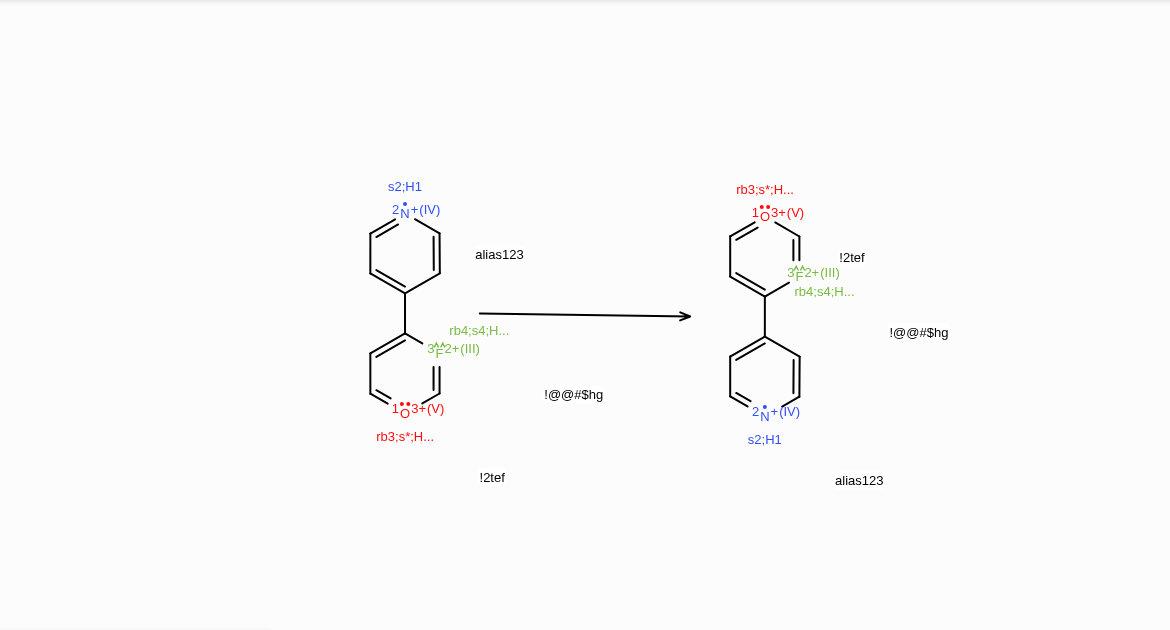 s2;H1
2N+(IV)
alias123
rb4;s4;H...
3F2+(III)
!@@#$hg
1O3+(V)
rb3;s*;H...
!2tef
rb3;s*;H...
1O3+(V)
!2tef
3F2+(III)
rb4;s4;H...
!@@#$hg
2N+(IV)
s2;H1
alias123